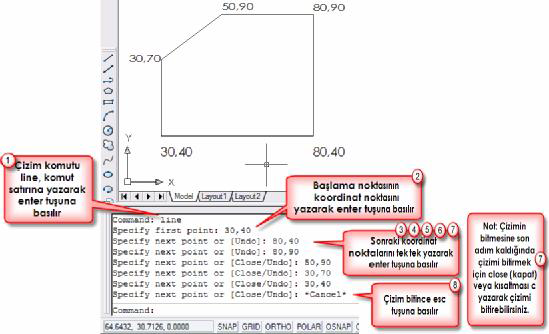 50,90
80,90
30,70
30,40
80,40
Y
X
Model
Layout1
Layout2
1
Çizim komutu
line, komut
satırına yazarak
enter tuşuna
basılır
2
Başlama noktasının
koordinat noktasını
yazarak enter tuşuna
basılır
Command: line
Specify first point: 30,40
Specify next point or [Undo]: 80,40
Specify next point or [Undo]: 80,90
Specify next point or [Close/Undo]: 50,90
Specify next point or [Close/Undo]: 30,70
Specify next point or [Close/Undo]: 30,40
Specify next point or [Close/Undo]: *Cancel*
Command:
3 4 5 6 7
Sonraki koordinat
noktalarını tek tek yazarak
enter tuşuna basılır
8
Çizim bitince esc
tuşuna basılır
7
Not: Çizimin
bitmesine son
adım kaldığında
çizimi bitirmek
için close (kapat)
veya kısaltması c
yazarak çizimi
bitirebilirsiniz.
64.6432, 30.7126, 0.0000
SNAP
GRID
ORTHO
POLAR
OSNAP